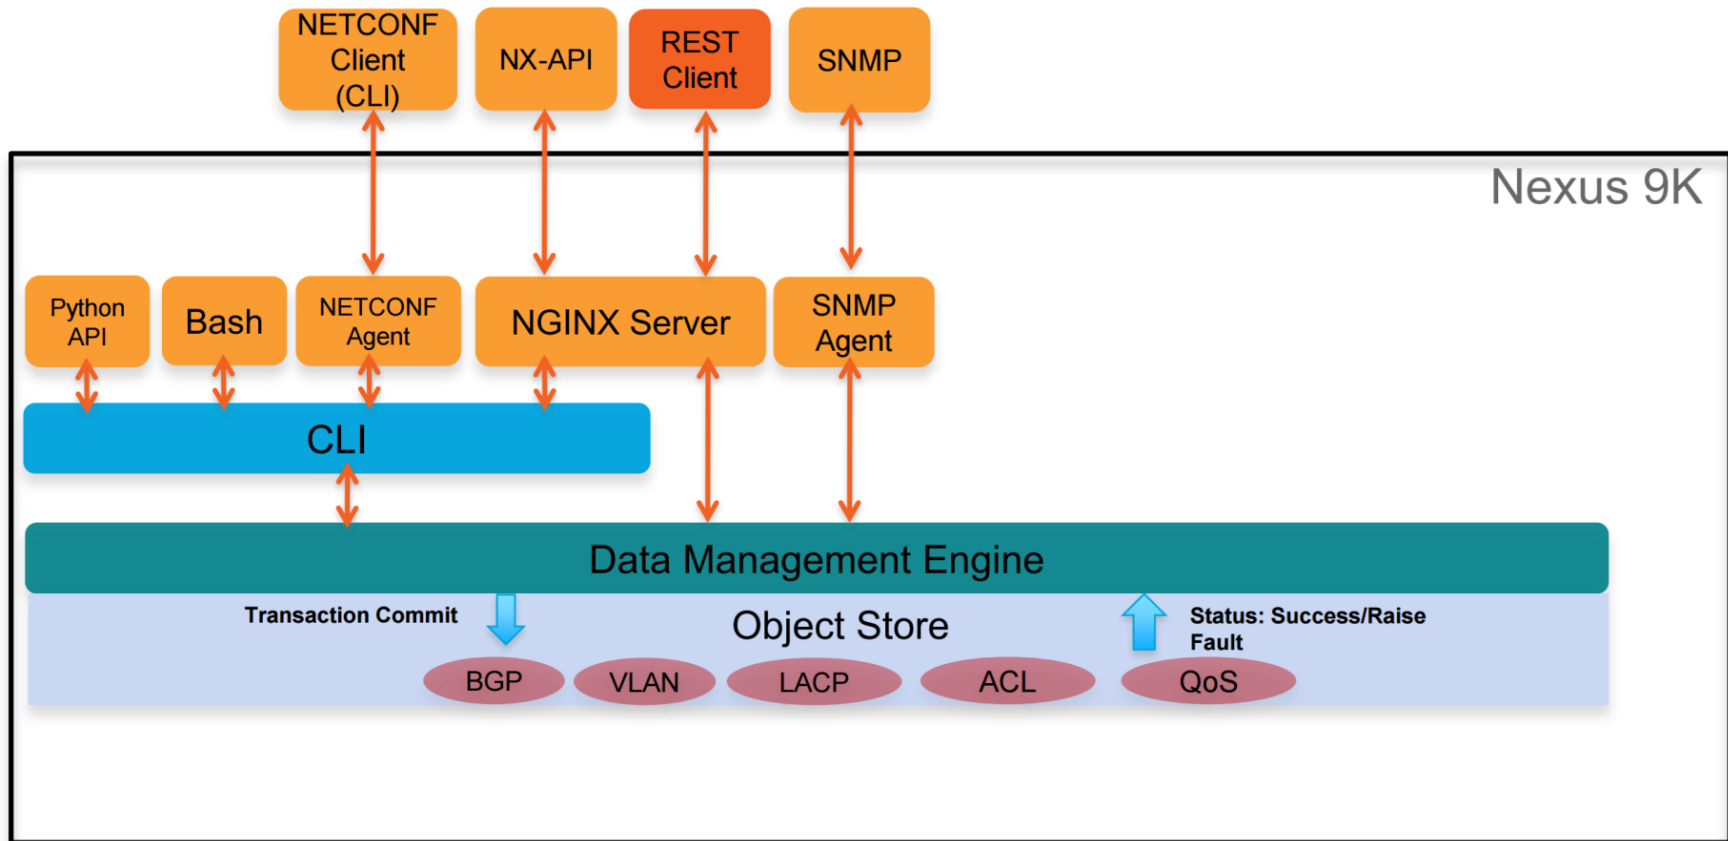 NETCONF
Client
(CLI)
NX-API
REST
Client
SNMP
Nexus 9K
Python
API
Bash
NETCONF
Agent
NGINX Server
SNMP
Agent
CLI
Data Management Engine
Transaction Commit
Object Store
Status: Success/Raise
Fault
BGP
VLAN
LACP
ACL
QoS